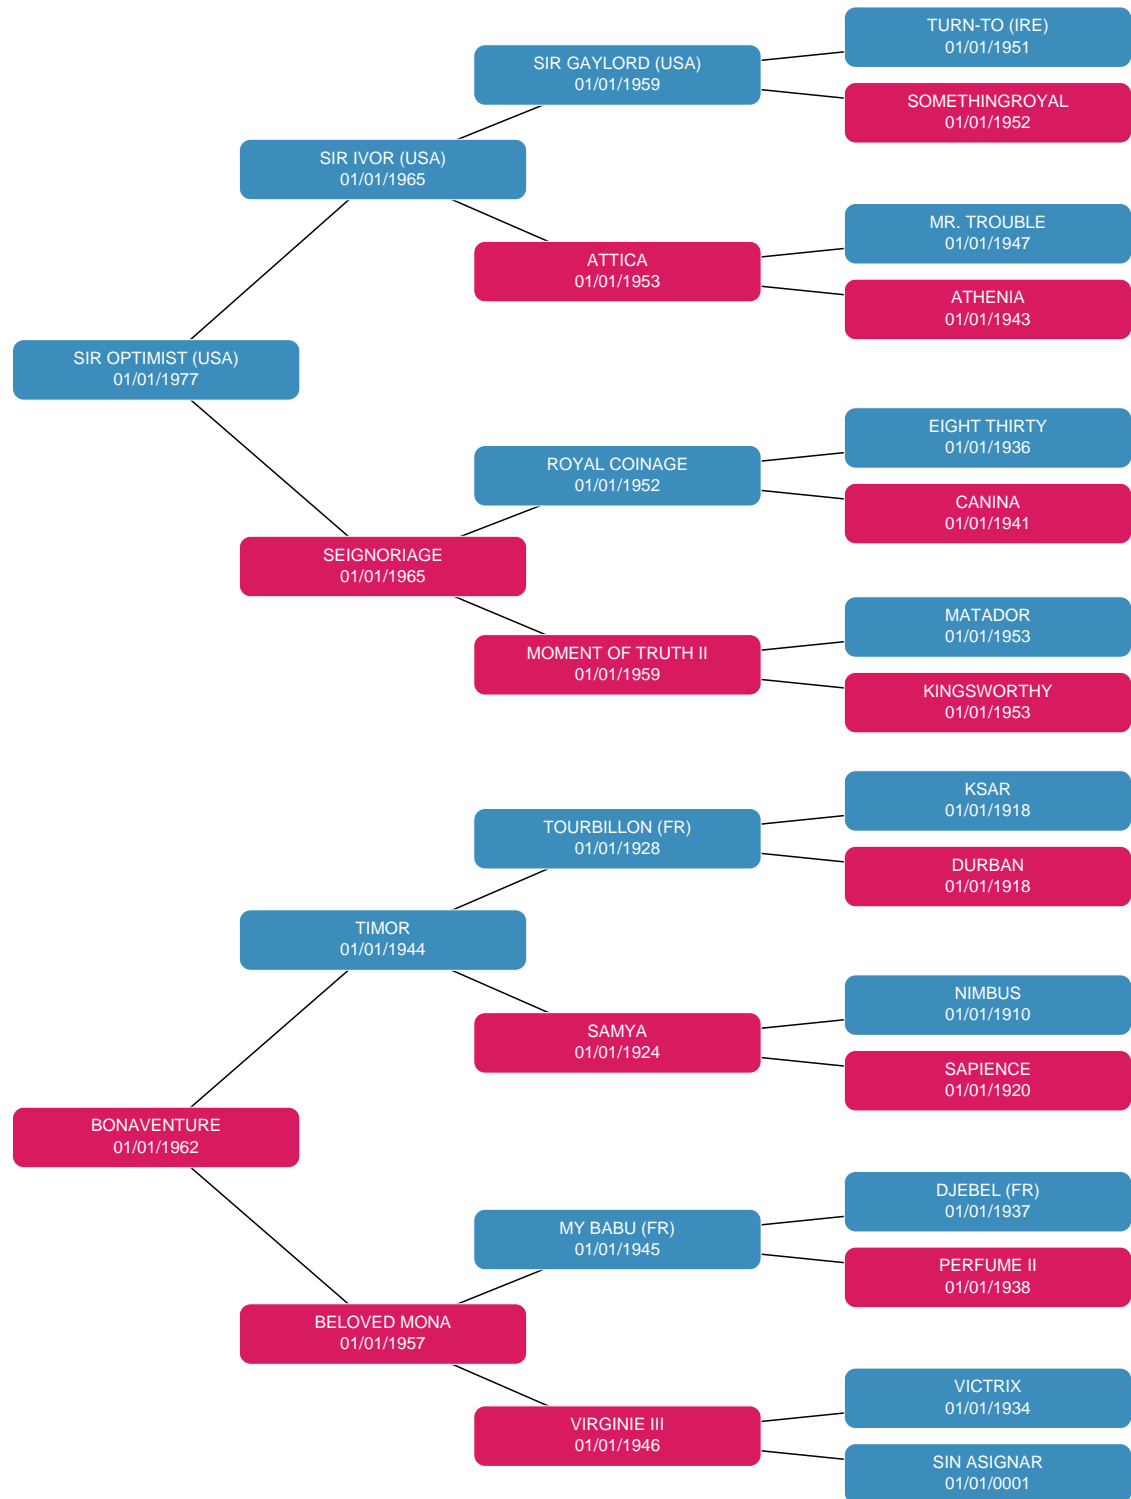 TURN-TO (IRE)
01/01/1951
SIR GAYLORD (USA)
01/01/1959
SOMETHINGROYAL
01/01/1952
SIR IVOR (USA)
01/01/1965
MR. TROUBLE
01/01/1947
ATTICA
01/01/1953
ATHENIA
01/01/1943
SIR OPTIMIST (USA)
01/01/1977
EIGHT THIRTY
01/01/1936
ROYAL COINAGE
01/01/1952
CANINA
01/01/1941
SEIGNORIAGE
01/01/1965
MATADOR
01/01/1953
MOMENT OF TRUTH II
01/01/1959
KINGSWORTHY
01/01/1953
KSAR
01/01/1918
TOURBILLON (FR)
01/01/1928
DURBAN
01/01/1918
TIMOR
01/01/1944
NIMBUS
01/01/1910
SAMYA
01/01/1924
SAPIENCE
01/01/1920
BONAVENTURE
01/01/1962
DJEBEL (FR)
01/01/1937
MY BABU (FR)
01/01/1945
PERFUME II
01/01/1938
BELOVED MONA
01/01/1957
VICTRIX
01/01/1934
VIRGINIE III
01/01/1946
SIN ASIGNAR
01/01/0001